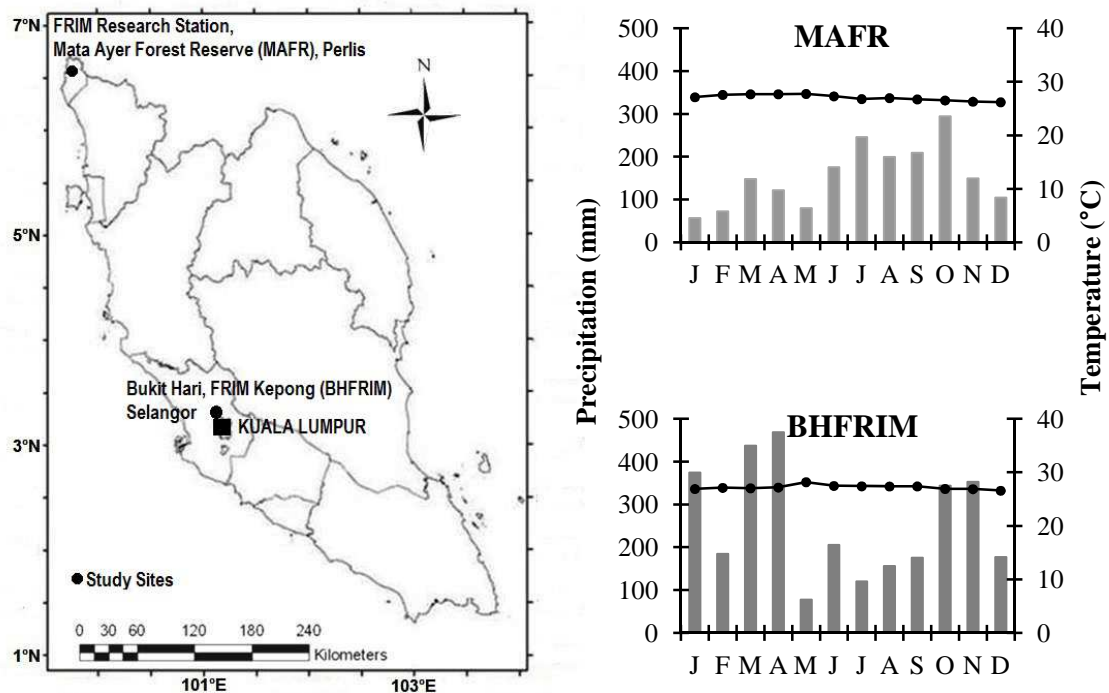 7°N
FRIM Research Station,
Mata Ayer Forest Reserve (MAFR), Perlis
N
5°N
Bukit Hari, FRIM Kepong (BHFRIM)
Selangor
KUALA LUMPUR
3°N
Study Sites
0 30 60 120 180 240
Kilometers
1°N
101°E 103°E
Precipitation (mm)
Temperature (°C)
MAFR
500
400
300
200
100
0
40
30
20
10
0
J F M A M J J A S O N D
BHFRIM
500
400
300
200
100
0
40
30
20
10
0
J F M A M J J A S O N D